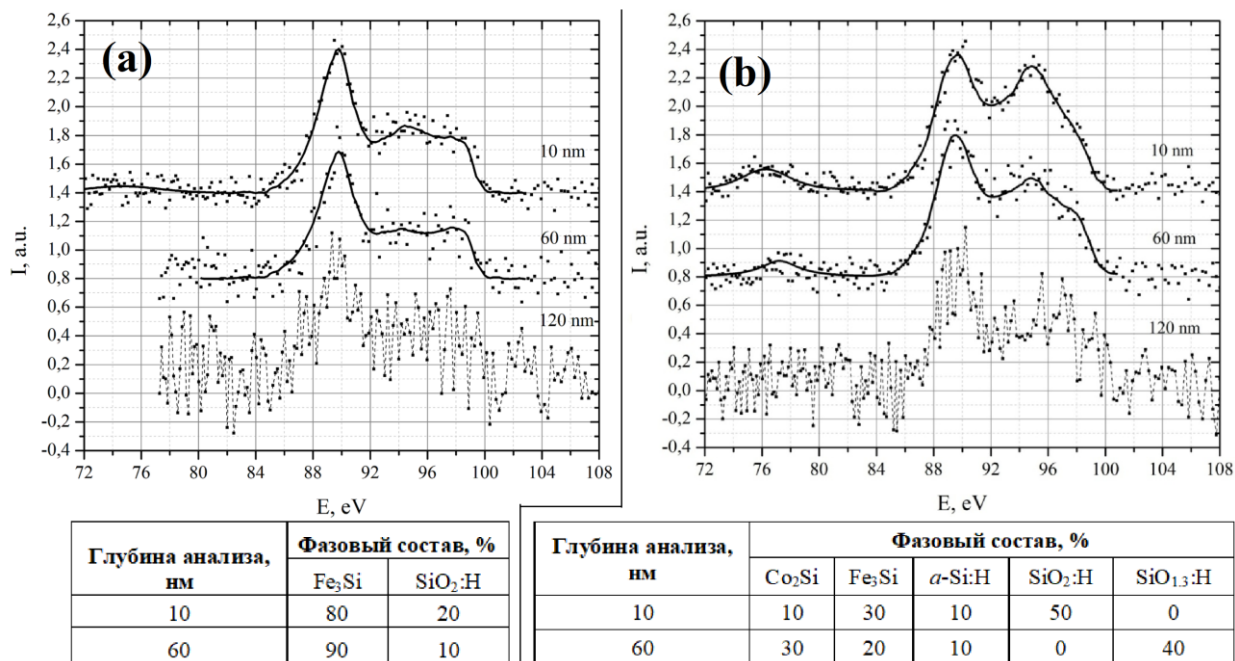 (a)
2,6
2,4
2,2
2,0
1,8
1,6
1,4
1,2
1,0
0,8
0,6
0,4
0,2
0,0
-0,2
-0,4
I, a.u.
10 nm
60 nm
120 nm
72 76 80 84 88 92 96 100 104 108
E, eV
(b)
2,6
2,4
2,2
2,0
1,8
1,6
1,4
1,2
1,0
0,8
0,6
0,4
0,2
0,0
-0,2
-0,4
I, a.u.
10 nm
60 nm
120 nm
72 76 80 84 88 92 96 100 104 108
E, eV
Глубина анализа, Фазовый состав, %
нм Fe₃Si SiO₂:H
10 80 20
60 90 10
Глубина анализа, Фазовый состав, %
нм Co₂Si Fe₃Si a-Si:H SiO₂:H SiO₁.₃:H
10 10 30 10 50 0
60 30 20 10 0 40